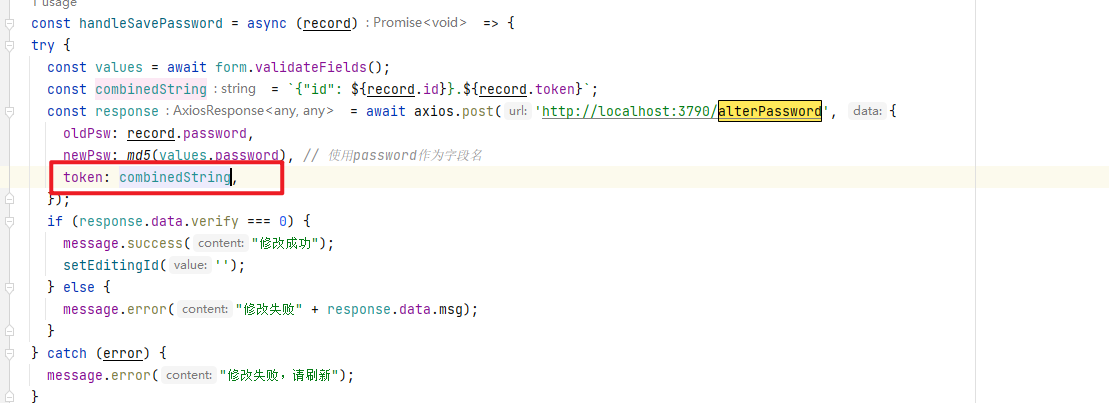 1 usage
const handleSavePassword = async (record) : Promise<void> => {
try {
const values = await form.validateFields();
const combinedString : string = `{"id": ${record.id}}.${record.token}`;
const response : AxiosResponse<any, any> = await axios.post( url: 'http://localhost:3790/alterPassword', data: {
oldPsw: record.password,
newPsw: md5(values.password), // 使用password作为字段名
token: combinedString,
});
if (response.data.verify === 0) {
message.success( content: "修改成功");
setEditingId( value: '');
} else {
message.error( content: "修改失败" + response.data.msg);
}
} catch (error) {
message.error( content: "修改失败，请刷新");
}